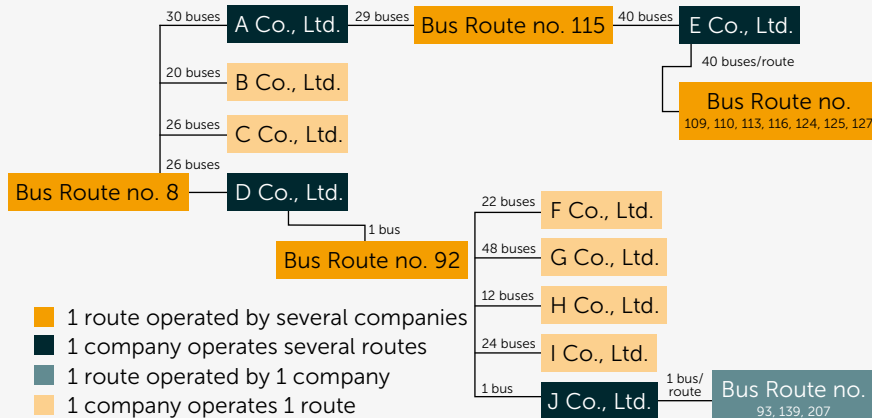 30 buses
A Co., Ltd.
29 buses
Bus Route no. 115
40 buses
E Co., Ltd.
40 buses/route
Bus Route no.
109, 110, 113, 116, 124, 125, 127
20 buses
B Co., Ltd.
26 buses
C Co., Ltd.
26 buses
Bus Route no. 8
D Co., Ltd.
1 bus
Bus Route no. 92
22 buses
F Co., Ltd.
48 buses
G Co., Ltd.
12 buses
H Co., Ltd.
24 buses
I Co., Ltd.
1 bus
J Co., Ltd.
1 bus/
route
Bus Route no.
93, 139, 207
1 route operated by several companies
1 company operates several routes
1 route operated by 1 company
1 company operates 1 route